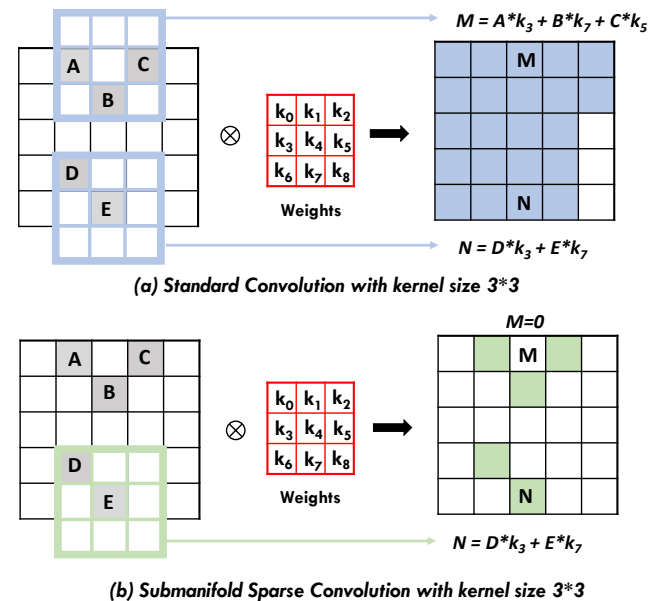 M = A*k₃ + B*k₇ + C*k₅
A C M
B
k₀ k₁ k₂
k₃ k₄ k₅
k₆ k₇ k₈
D
E N
Weights
N = D*k₃ + E*k₇
(a) Standard Convolution with kernel size 3*3
M=0
A C M
B
k₀ k₁ k₂
k₃ k₄ k₅
k₆ k₇ k₈
D
E N
Weights
N = D*k₃ + E*k₇
(b) Submanifold Sparse Convolution with kernel size 3*3